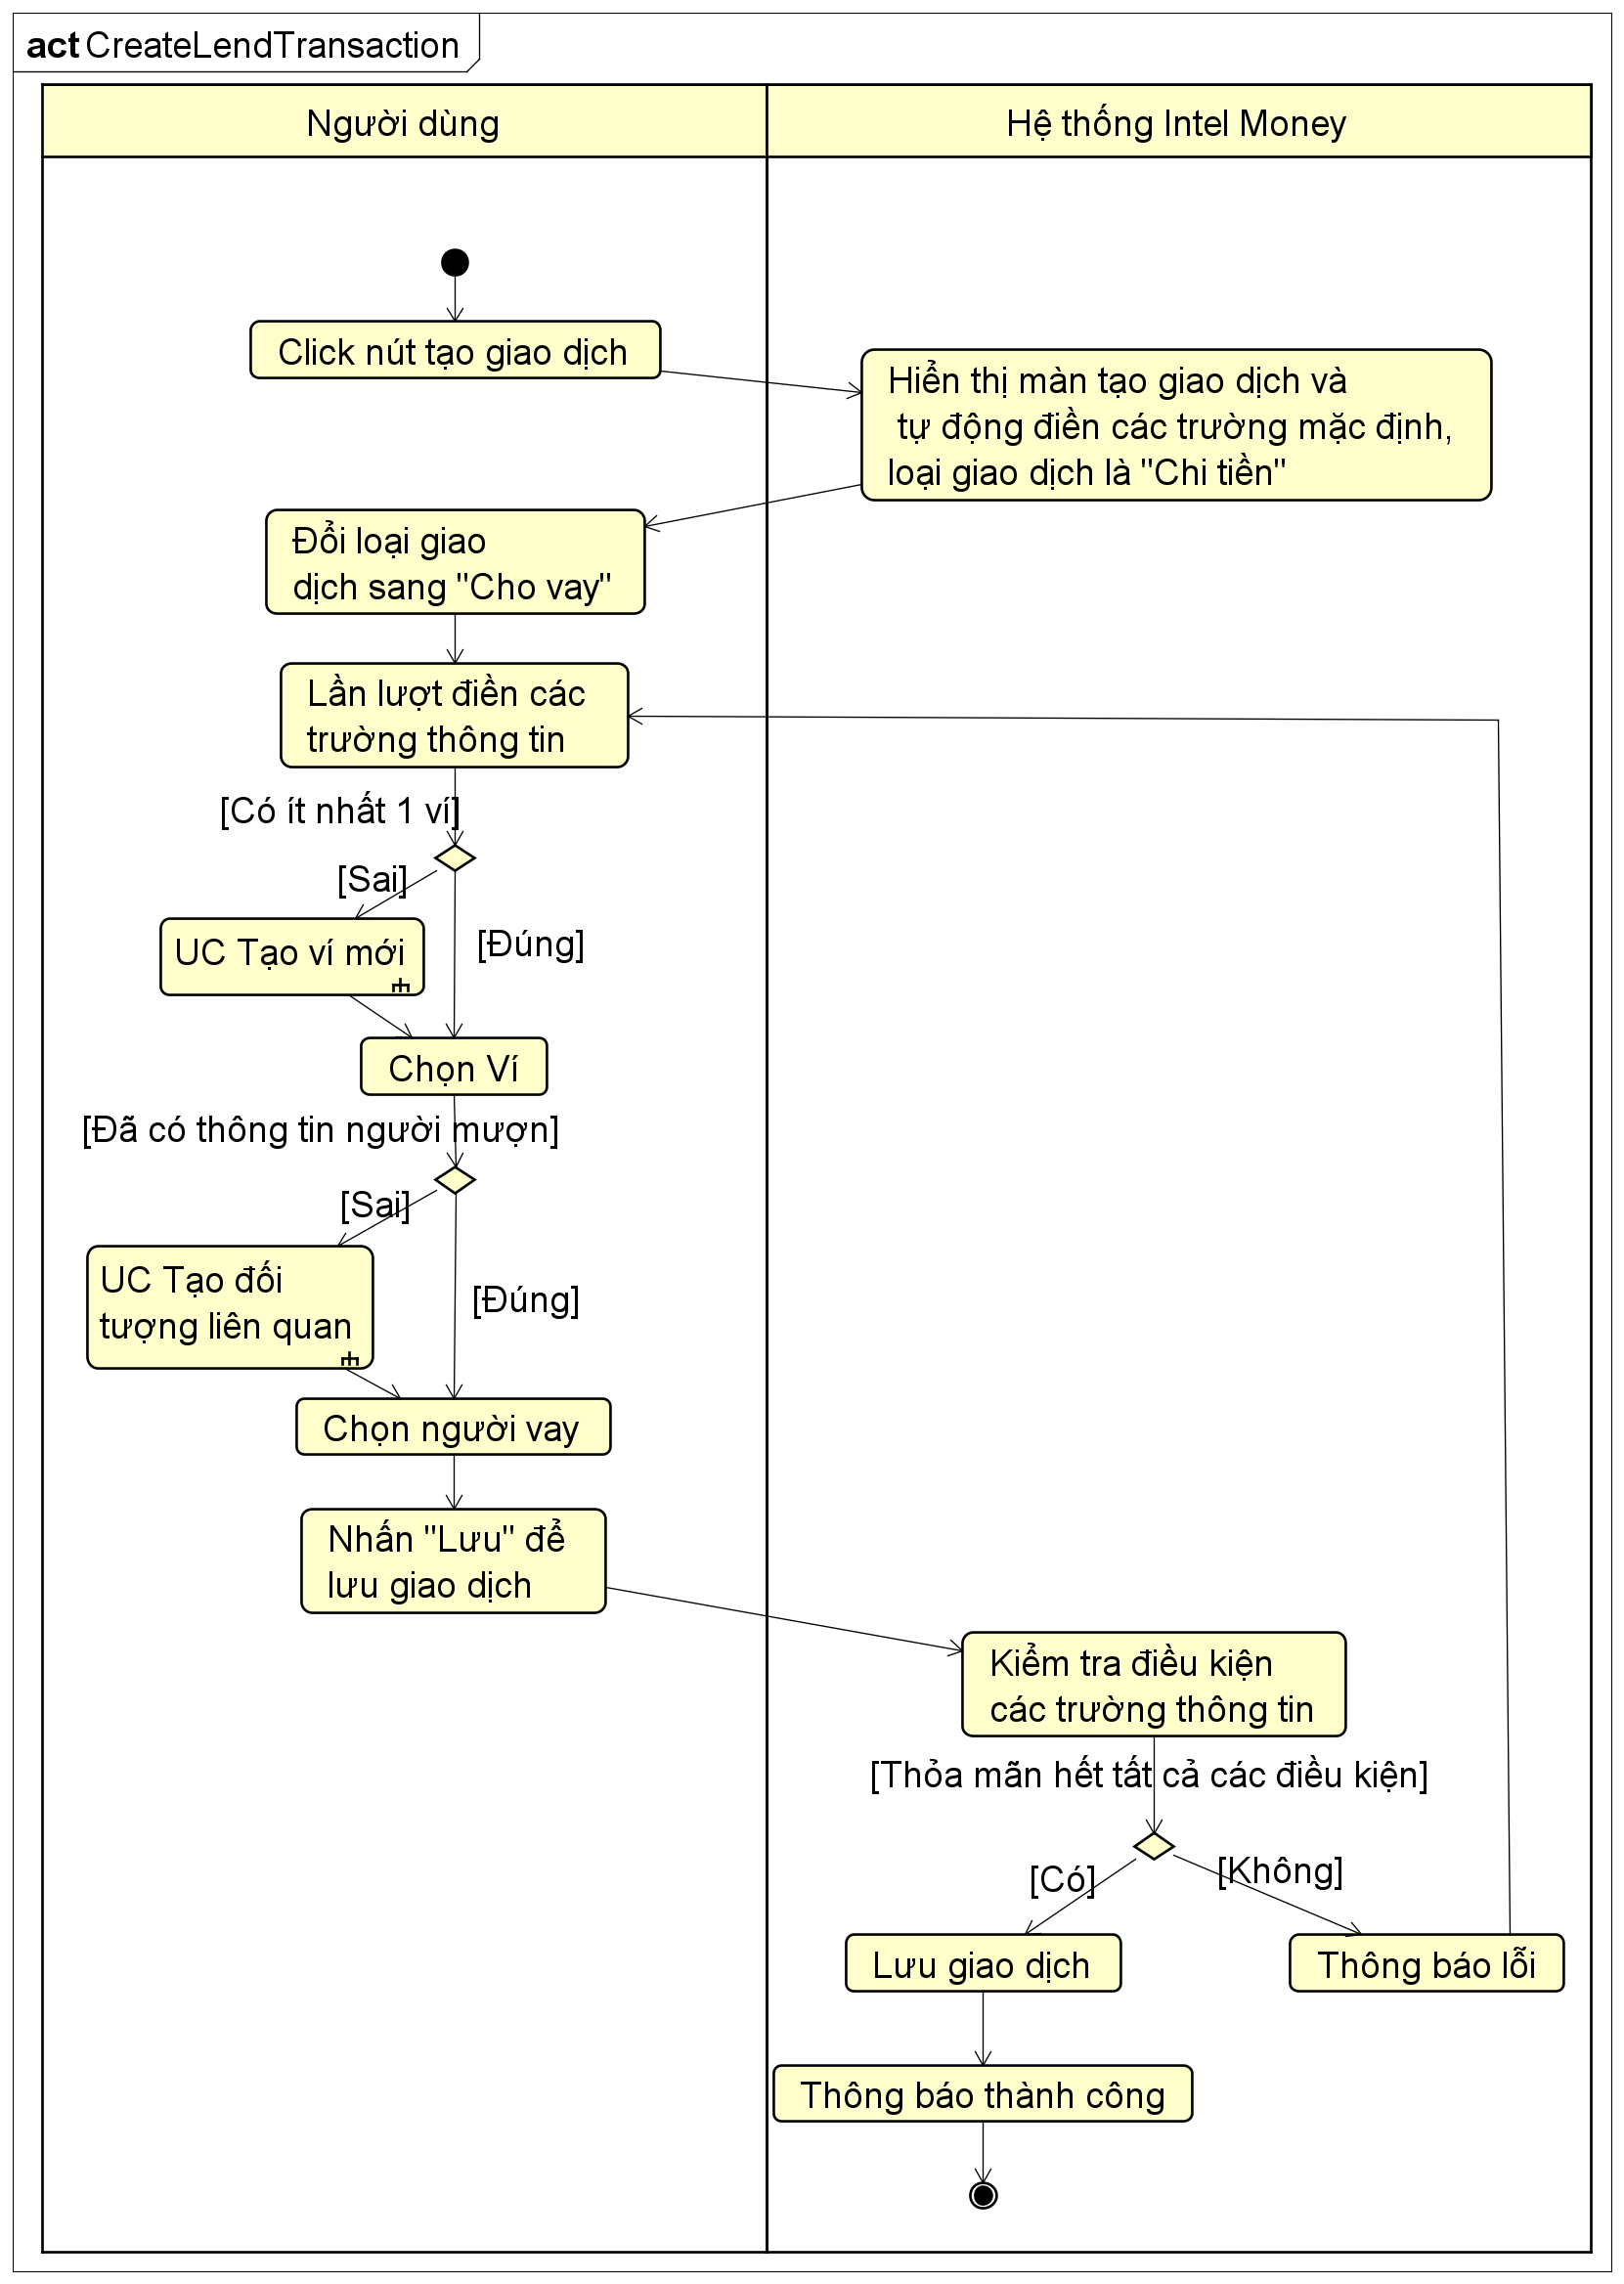 act CreateLendTransaction
Người dùng
Hệ thống Intel Money
Click nút tạo giao dịch
Hiển thị màn tạo giao dịch và
tự động điền các trường mặc định,
loại giao dịch là "Chi tiền"
Đổi loại giao
dịch sang "Cho vay"
Lần lượt điền các
trường thông tin
[Có ít nhất 1 ví]
[Sai]
[Đúng]
UC Tạo ví mới
Chọn Ví
[Đã có thông tin người mượn]
[Sai]
[Đúng]
UC Tạo đối
tượng liên quan
Chọn người vay
Nhấn "Lưu" để
lưu giao dịch
Kiểm tra điều kiện
các trường thông tin
[Thỏa mãn hết tất cả các điều kiện]
[Có]
[Không]
Lưu giao dịch
Thông báo lỗi
Thông báo thành công